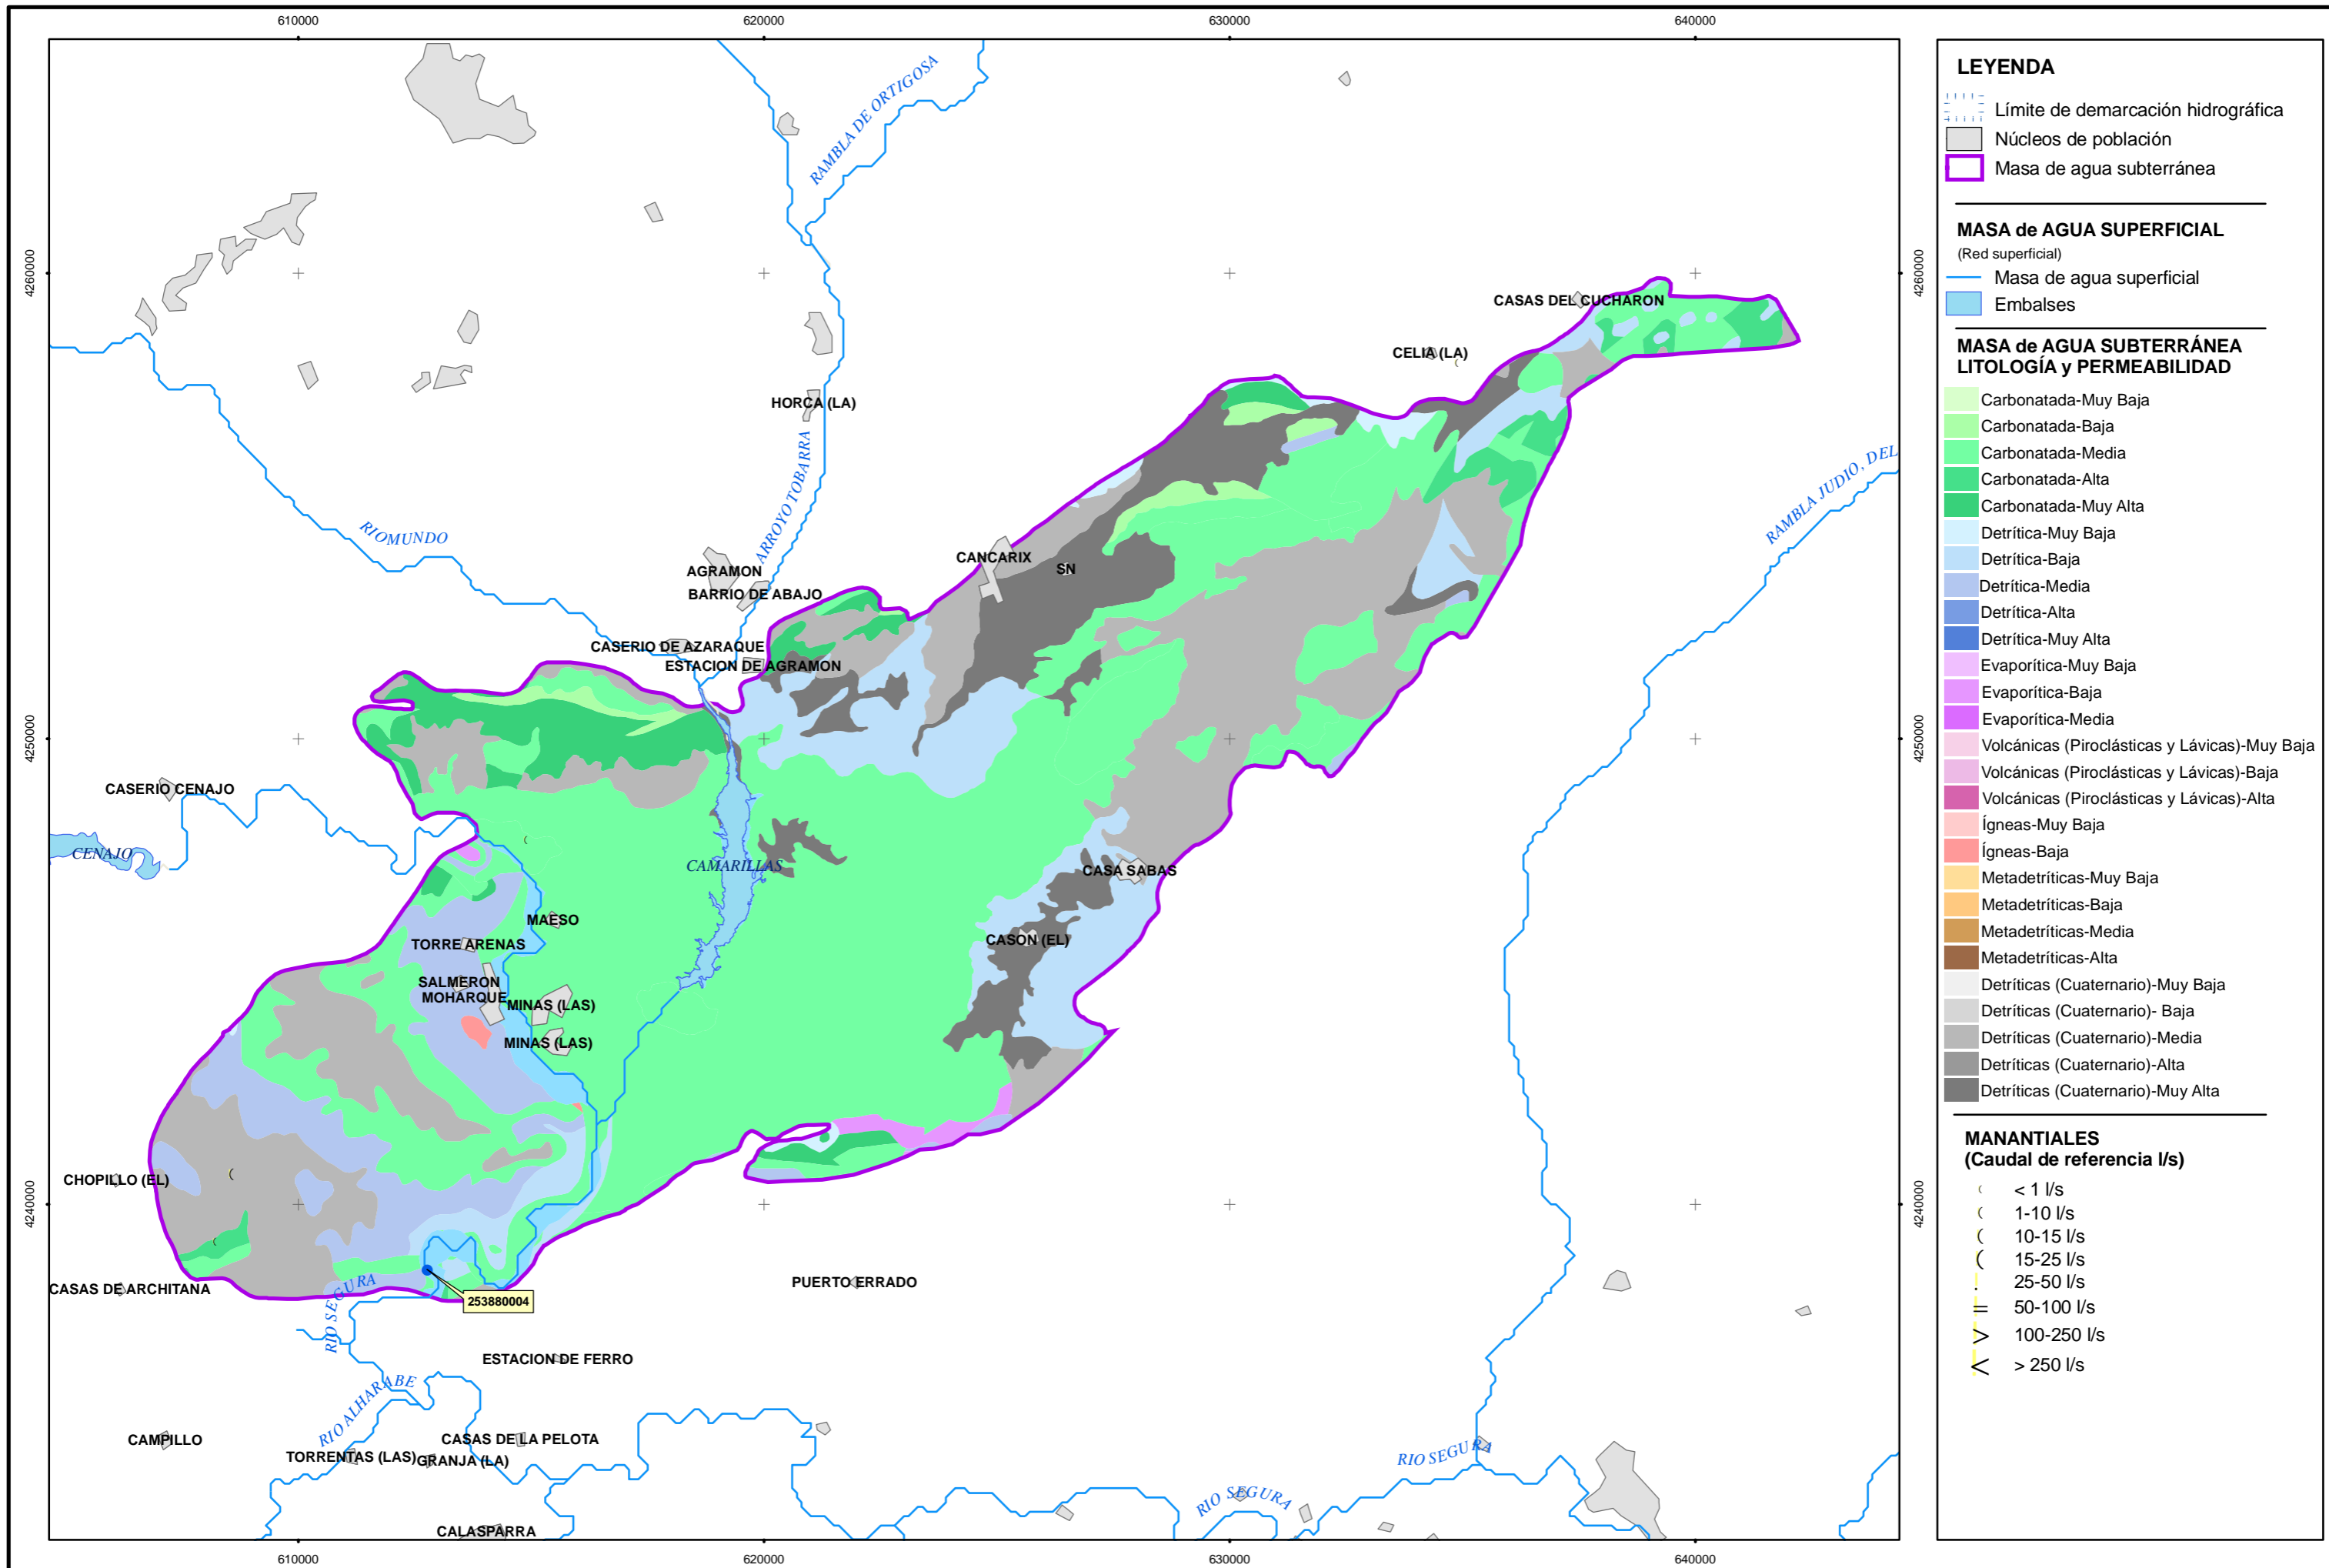 610000
620000
630000
640000
4260000
4250000
4240000
4260000
4250000
4240000
610000
620000
630000
640000
RAMBLA DE ORTIGOSA
CASAS DEL CUCHARON
CELIA (LA)
HORCA (LA)
ARROYO TOBARRA
RAMBLA JUDIO, DEL
RIO MUNDO
CANCARIX
SN
AGRAMON
BARRIO DE ABAJO
CASERIO DE AZARAQUE
ESTACION DE AGRAMON
CASERIO CENAJO
CENAJO
CAMARILLAS
CASA SABAS
MAESO
TORRE ARENAS
CASON (EL)
SALMERON
MOHARQUE
MINAS (LAS)
MINAS (LAS)
CHOPILLO (EL)
CASAS DE ARCHITANA
RIO SEGURA
253880004
PUERTO ERRADO
ESTACION DE FERRO
RIO ALHARABE
CAMPILLO
CASAS DE LA PELOTA
TORRENTAS (LAS)
GRANJA (LA)
RIO SEGURA
RIO SEGURA
CALASPARRA
LEYENDA
Límite de demarcación hidrográfica
Núcleos de población
Masa de agua subterránea
MASA de AGUA SUPERFICIAL
(Red superficial)
Masa de agua superficial
Embalses
MASA de AGUA SUBTERRÁNEA
LITOLOGÍA y PERMEABILIDAD
Carbonatada-Muy Baja
Carbonatada-Baja
Carbonatada-Media
Carbonatada-Alta
Carbonatada-Muy Alta
Detrítica-Muy Baja
Detrítica-Baja
Detrítica-Media
Detrítica-Alta
Detrítica-Muy Alta
Evaporítica-Muy Baja
Evaporítica-Baja
Evaporítica-Media
Volcánicas (Piroclásticas y Lávicas)-Muy Baja
Volcánicas (Piroclásticas y Lávicas)-Baja
Volcánicas (Piroclásticas y Lávicas)-Alta
Ígneas-Muy Baja
Ígneas-Baja
Metadetríticas-Muy Baja
Metadetríticas-Baja
Metadetríticas-Media
Metadetríticas-Alta
Detríticas (Cuaternario)-Muy Baja
Detríticas (Cuaternario)- Baja
Detríticas (Cuaternario)-Media
Detríticas (Cuaternario)-Alta
Detríticas (Cuaternario)-Muy Alta
MANANTIALES
(Caudal de referencia l/s)
< 1 l/s
1-10 l/s
10-15 l/s
15-25 l/s
25-50 l/s
50-100 l/s
100-250 l/s
> 250 l/s